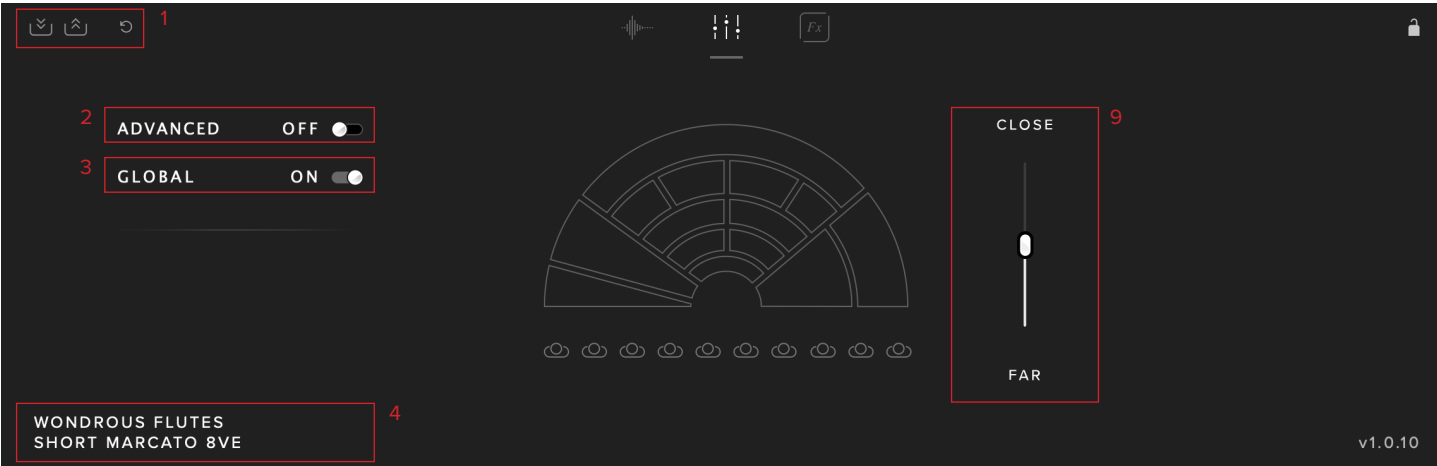 1
Fx
2 ADVANCED OFF
3 GLOBAL ON
CLOSE 9
FAR
WONDROUS FLUTES 4
SHORT MARCATO 8VE
v1.0.10